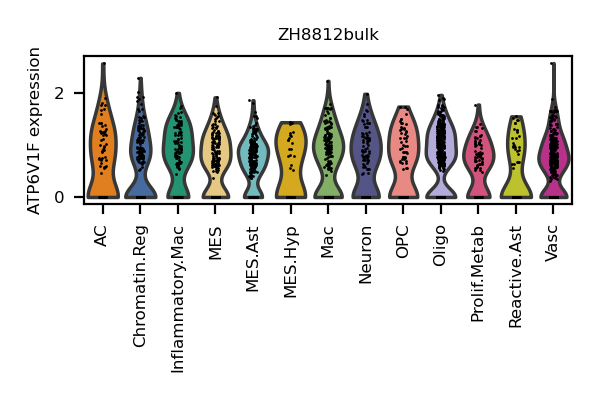 ZH8812bulk
ATP6V1F expression
2
0
AC
Chromatin.Reg
Inflammatory.Mac
MES
MES.Ast
MES.Hyp
Mac
Neuron
OPC
Oligo
Prolif.Metab
Reactive.Ast
Vasc